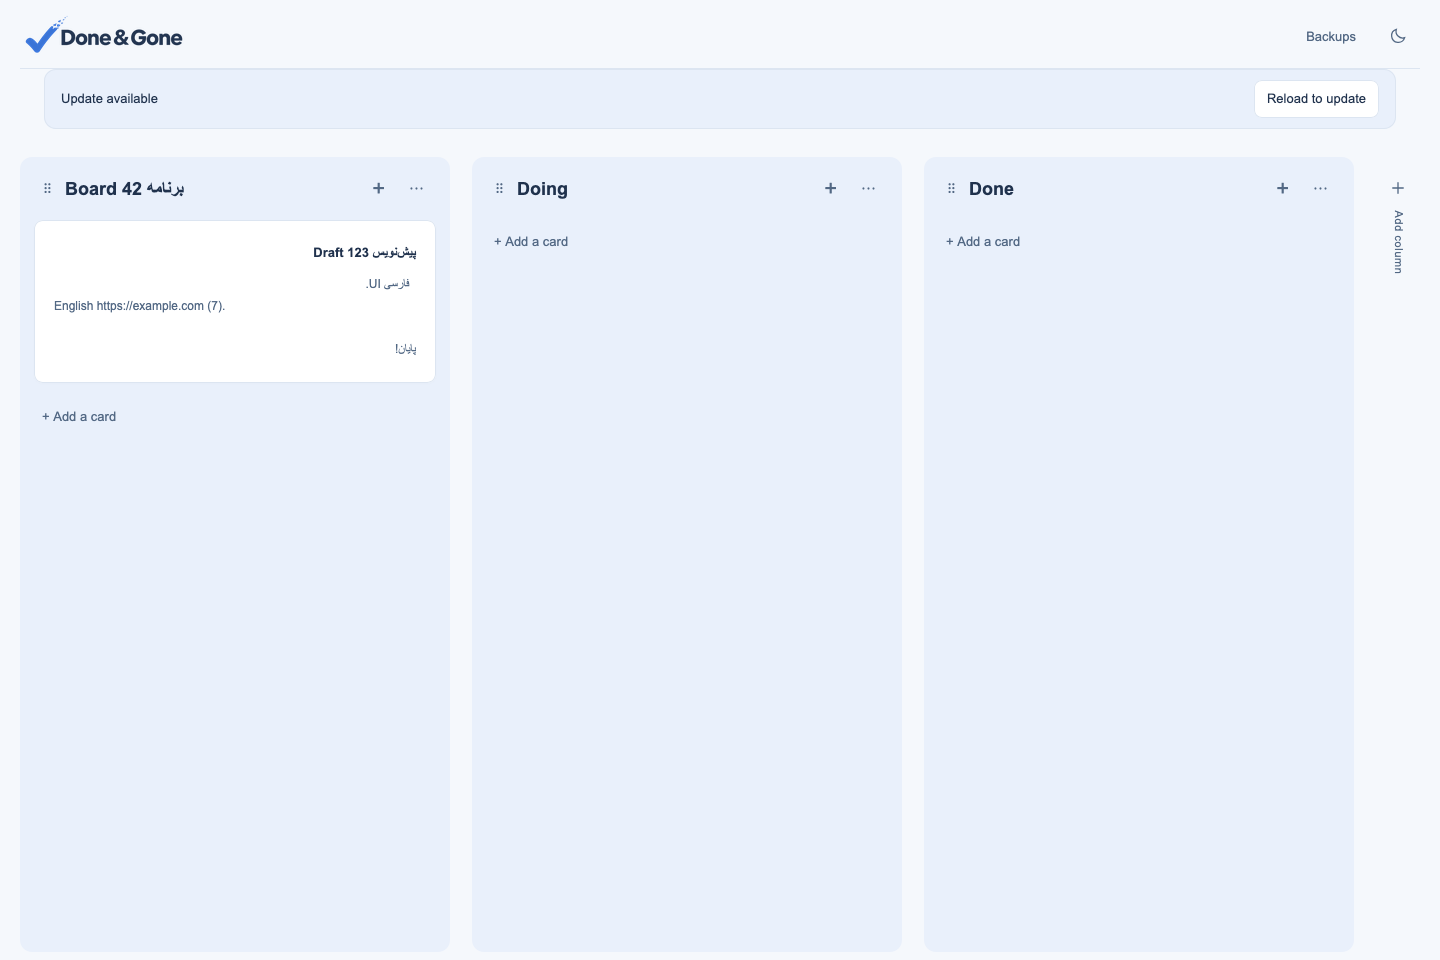 Done & Gone
Backups
Update available
Reload to update
برنامه Board 42
پیش‌نویس Draft 123
فارسی UI.
English https://example.com (7).
پایان!
+ Add a card
Doing
+ Add a card
Done
+ Add a card
Add column